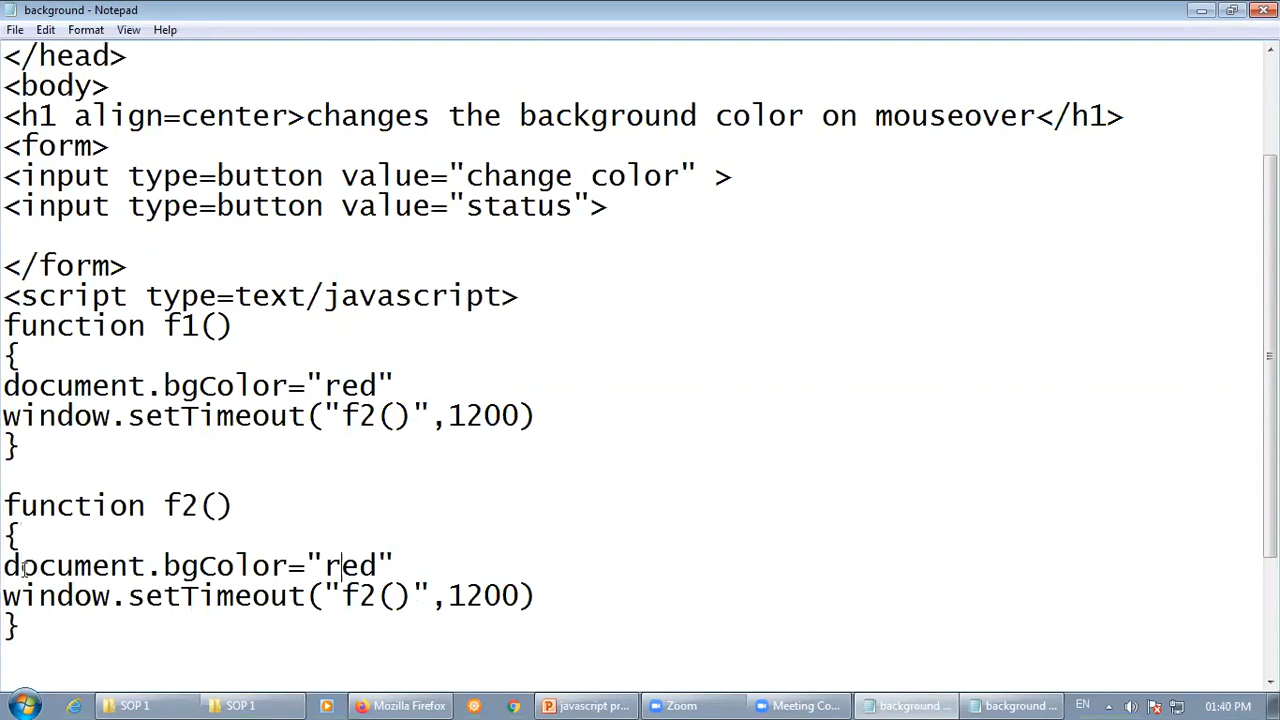 background - Notepad
File Edit Format View Help
</head>
<body>
<h1 align=center>changes the background color on mouseover</h1>
<form>
<input type=button value="change color" >
<input type=button value="status">
</form>
<script type=text/javascript>
function f1()
{
document.bgColor="red"
window.setTimeout("f2()",1200)
}
function f2()
{
document.bgColor="red"
window.setTimeout("f2()",1200)
}
SOP 1 SOP 1 Mozilla Firefox javascript pr... Zoom Meeting Co... background ... background ... EN 01:40 PM